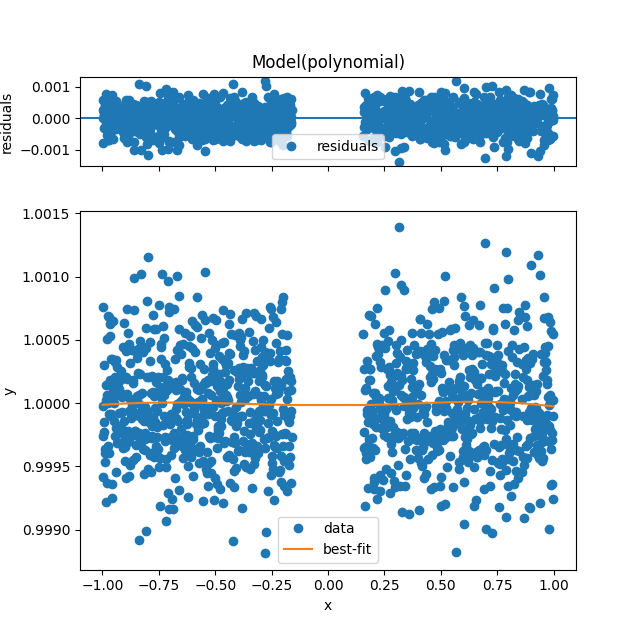 Model(polynomial)
0.001
0.000
−0.001
residuals
residuals
1.0015
1.0010
1.0005
1.0000
0.9995
0.9990
y
data
best-fit
−1.00 −0.75 −0.50 −0.25 0.00 0.25 0.50 0.75 1.00
x